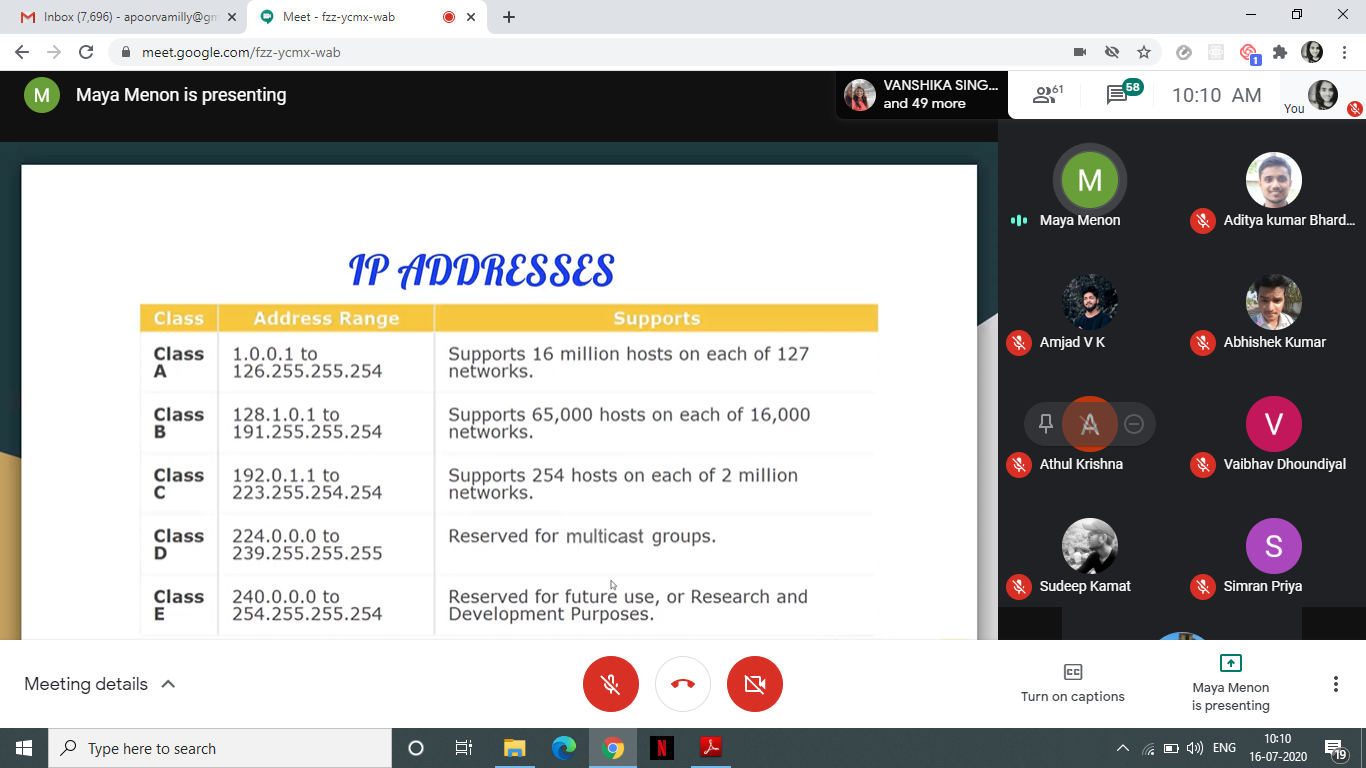 Inbox (7,696) - apoorvamilly@gm
Meet - fzz-ycmx-wab
meet.google.com/fzz-ycmx-wab
1
M
Maya Menon is presenting
VANSHIKA SING...
and 49 more
61
58
10:10 AM
You
IP ADDRESSES
Class Address Range Supports
Class A 1.0.0.1 to 126.255.255.254 Supports 16 million hosts on each of 127 networks.
Class B 128.1.0.1 to 191.255.255.254 Supports 65,000 hosts on each of 16,000 networks.
Class C 192.0.1.1 to 223.255.254.254 Supports 254 hosts on each of 2 million networks.
Class D 224.0.0.0 to 239.255.255.255 Reserved for multicast groups.
Class E 240.0.0.0 to 254.255.255.254 Reserved for future use, or Research and Development Purposes.
M
Maya Menon
Aditya kumar Bhard...
Amjad V K
Abhishek Kumar
A
Athul Krishna
V
Vaibhav Dhoundiyal
Sudeep Kamat
S
Simran Priya
Meeting details
CC
Turn on captions
Maya Menon
is presenting
Type here to search
N
ENG
10:10
16-07-2020
19